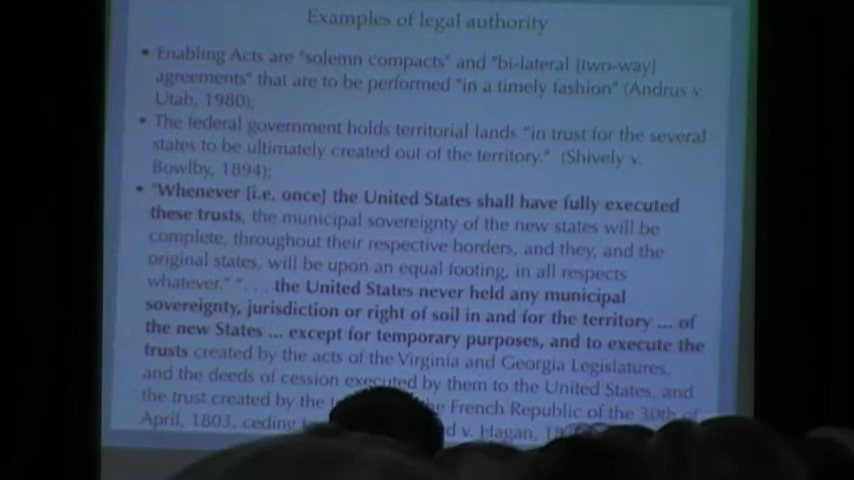 Examples of legal authority
• Enabling Acts are "solemn compacts" and "bi-lateral [two-way]
agreements" that are to be performed "in a timely fashion" (Andrus v
Utah, 1980);
• The federal government holds territorial lands "in trust for the several
states to be ultimately created out of the territory." (Shively v.
Bowlby, 1894);
• "Whenever [i.e. once] the United States shall have fully executed
these trusts, the municipal sovereignty of the new states will be
complete, throughout their respective borders, and they, and the
original states, will be upon an equal footing, in all respects
whatever." ". . . the United States never held any municipal
sovereignty, jurisdiction or right of soil in and for the territory ... of
the new States ... except for temporary purposes, and to execute the
trusts created by the acts of the Virginia and Georgia Legislatures,
and the deeds of cession executed by them to the United States, and
the trust created by the French Republic of the 30th of
April, 1803, ceding v. Hagan,